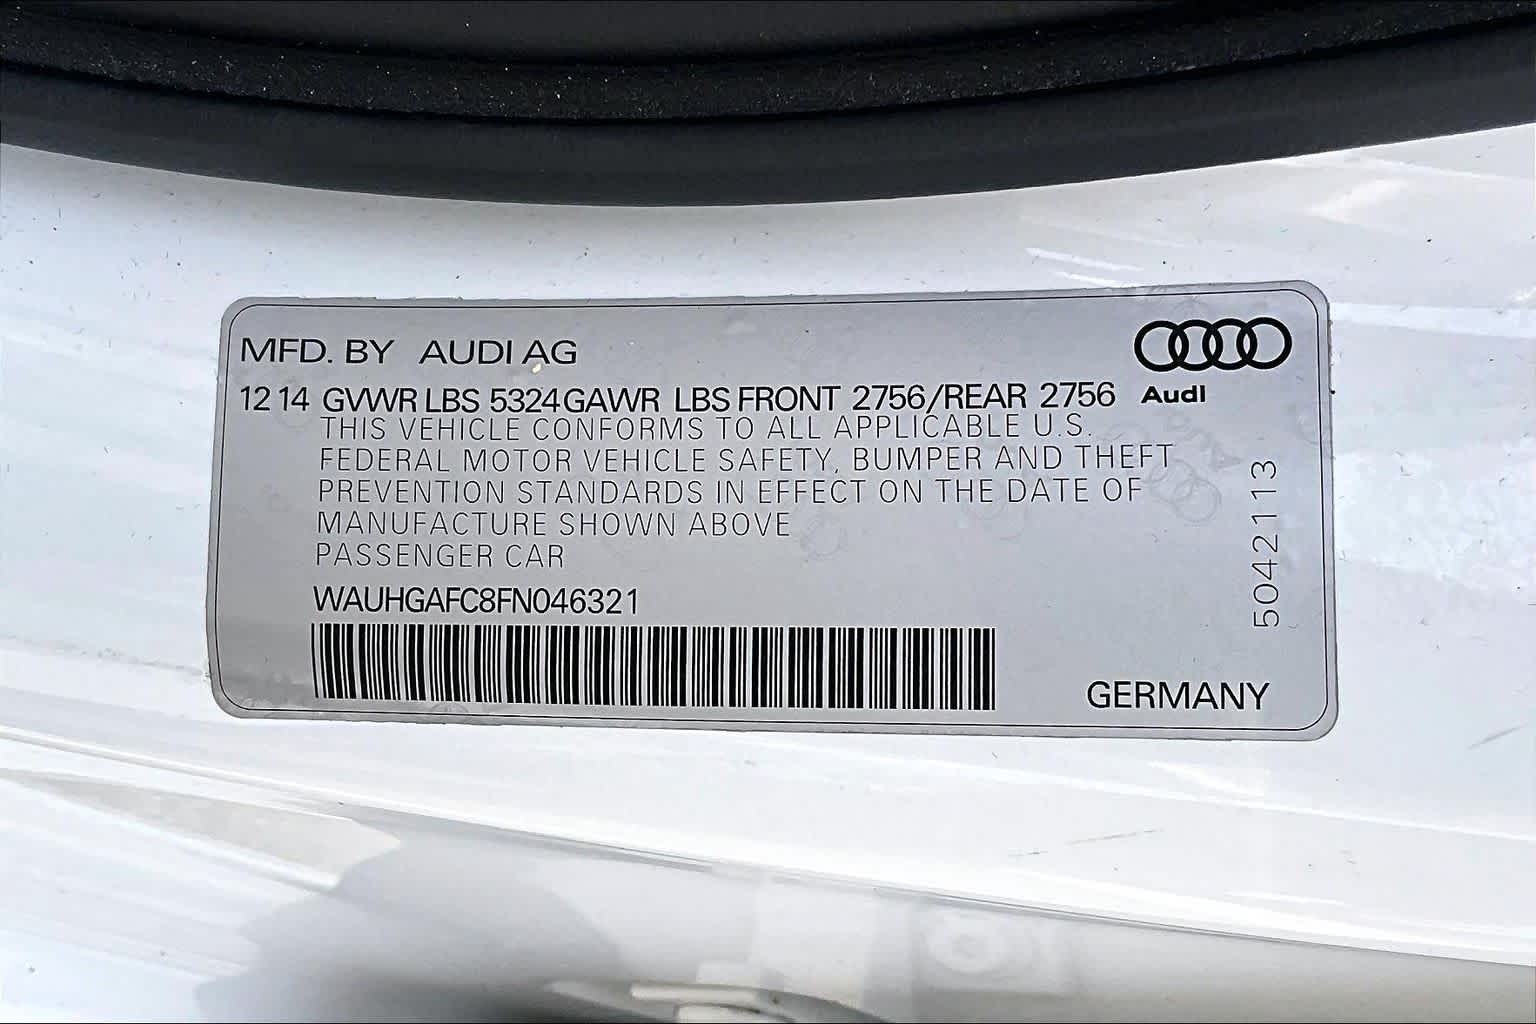 MFD. BY AUDI AG
12 14 GVWR LBS 5324 GAWR LBS FRONT 2756/REAR 2756
Audi
THIS VEHICLE CONFORMS TO ALL APPLICABLE U.S.
FEDERAL MOTOR VEHICLE SAFETY, BUMPER AND THEFT
PREVENTION STANDARDS IN EFFECT ON THE DATE OF
MANUFACTURE SHOWN ABOVE
PASSENGER CAR
WAUHGAFC8FN046321
50421113
GERMANY